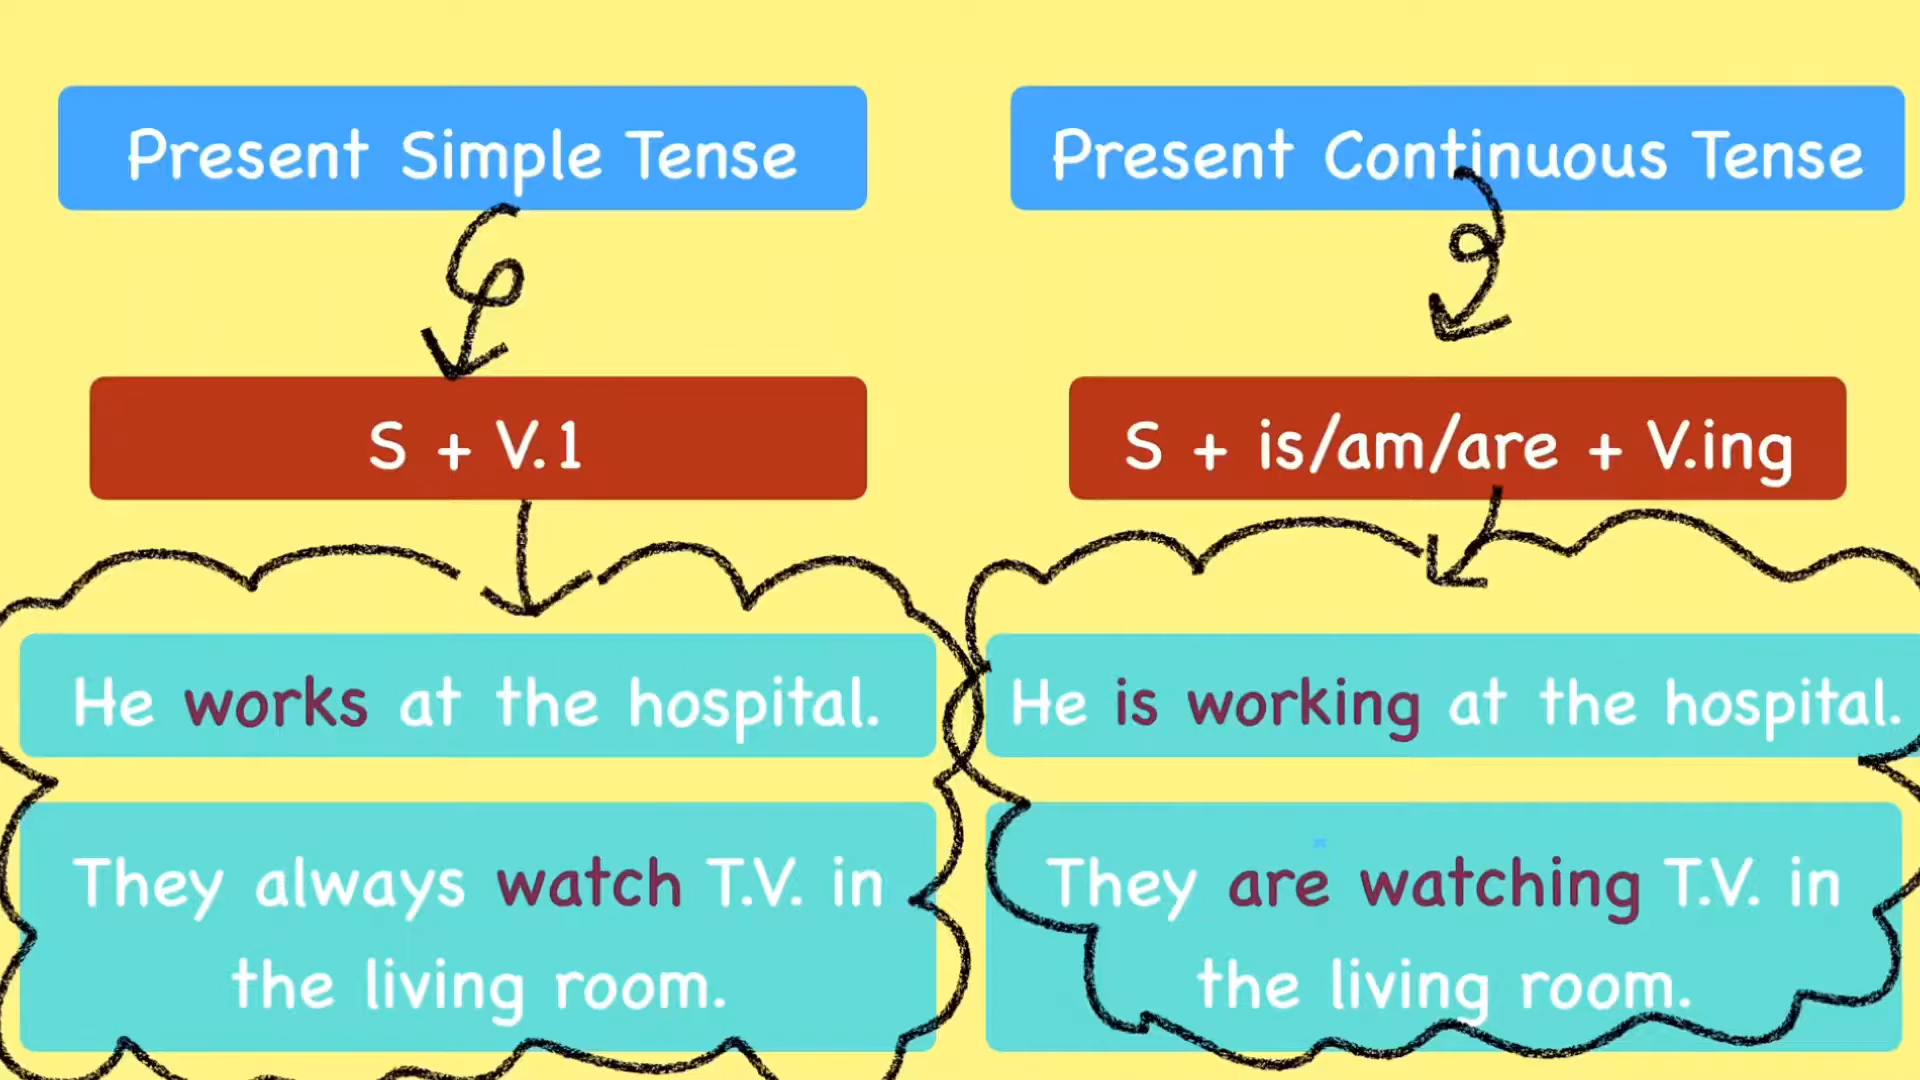 Present Simple Tense
S + V.1
He works at the hospital.
They always watch T.V. in
the living room.
Present Continuous Tense
S + is/am/are + V.ing
He is working at the hospital.
They are watching T.V. in
the living room.